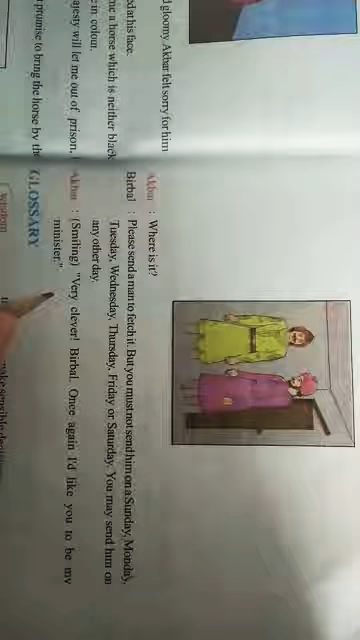 d gloomy. Akbar felt sorry for him
at his face.
a horse which is neither black
in colour.
ajesty will let me out of prison,
promise to bring the horse by the
Akbar : Where is it?
Birbal : Please send a man to fetch it. But you must not send him on a Sunday, Monday,
Tuesday, Wednesday, Thursday, Friday or Saturday. You may send him on
any other day.
Akbar : (Smiling) "Very clever! Birbal. Once again I'd like you to be my
minister."
GLOSSARY
wisdom